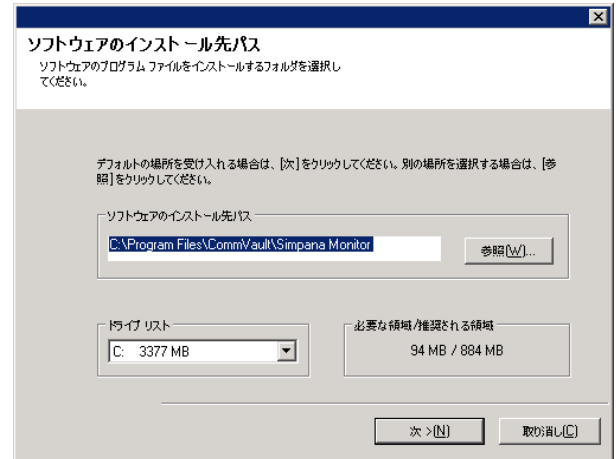 ソフトウェアのインストール先パス
ソフトウェアのプログラム ファイルをインストールするフォルダを選択し
てください。
デフォルトの場所を受け入れる場合は、[次]をクリックしてください。別の場所を選択する場合は、[参
照]をクリックしてください。
ソフトウェアのインストール先パス
C:\Program Files\CommVault\Simpana Monitor
参照(W)...
ドライブ リスト
必要な領域/推奨される領域
C: 3377 MB
94 MB / 884 MB
次 >(N)
取り消し(C)